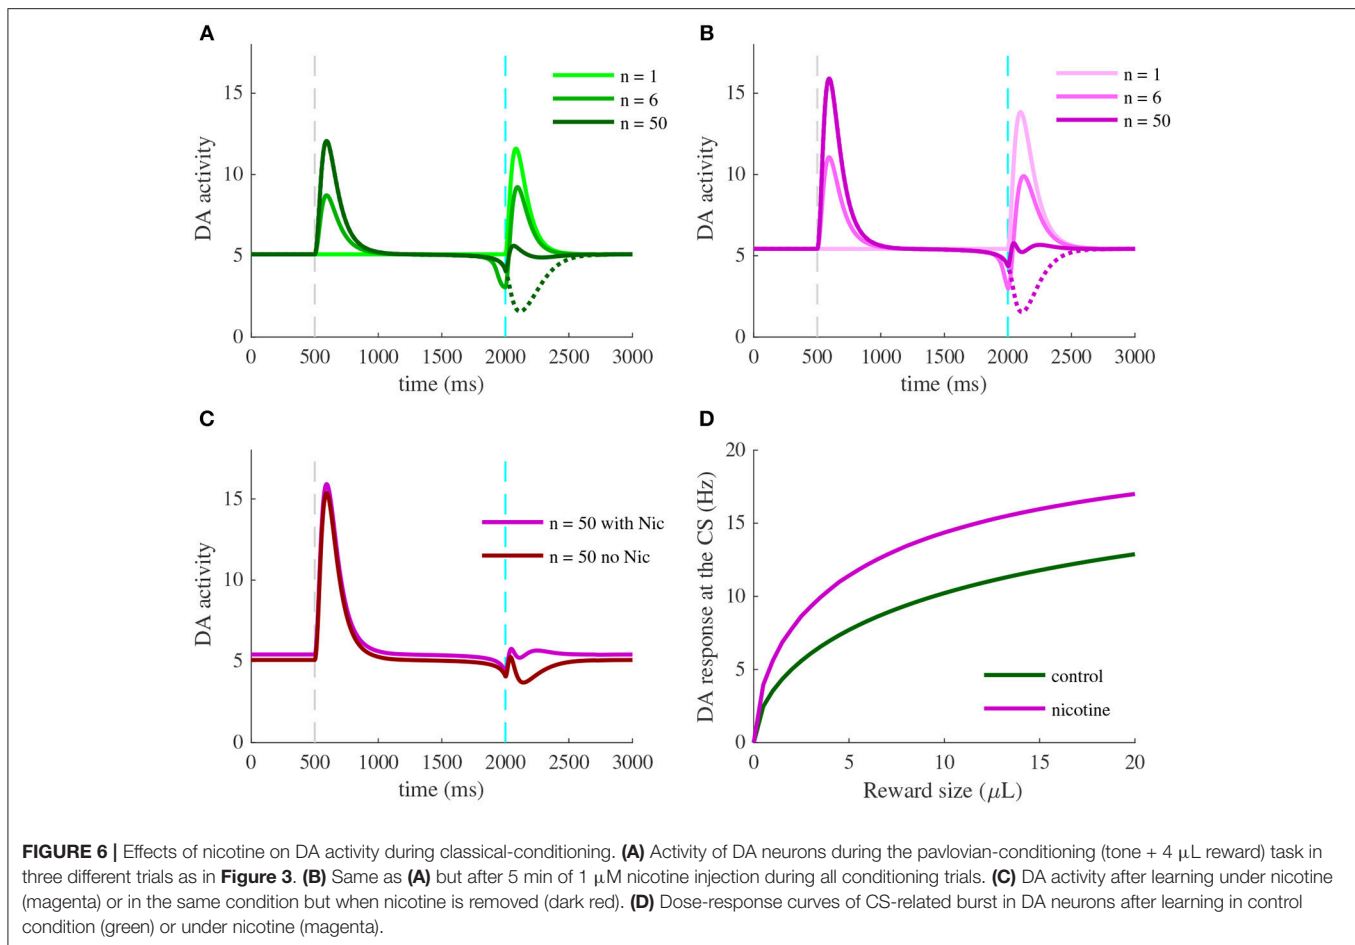 A
DA activity
15
10
5
0
0 500 1000 1500 2000 2500 3000
time (ms)
n = 1
n = 6
n = 50
B
DA activity
15
10
5
0
0 500 1000 1500 2000 2500 3000
time (ms)
n = 1
n = 6
n = 50
C
DA activity
15
10
5
0
0 500 1000 1500 2000 2500 3000
time (ms)
n = 50 with Nic
n = 50 no Nic
D
DA response at the CS (Hz)
20
15
10
5
0
0 5 10 15 20
Reward size (μL)
control
nicotine
FIGURE 6 | Effects of nicotine on DA activity during classical-conditioning. (A) Activity of DA neurons during the pavlovian-conditioning (tone + 4 μL reward) task in
three different trials as in Figure 3. (B) Same as (A) but after 5 min of 1 μM nicotine injection during all conditioning trials. (C) DA activity after learning under nicotine
(magenta) or in the same condition but when nicotine is removed (dark red). (D) Dose-response curves of CS-related burst in DA neurons after learning in control
condition (green) or under nicotine (magenta).